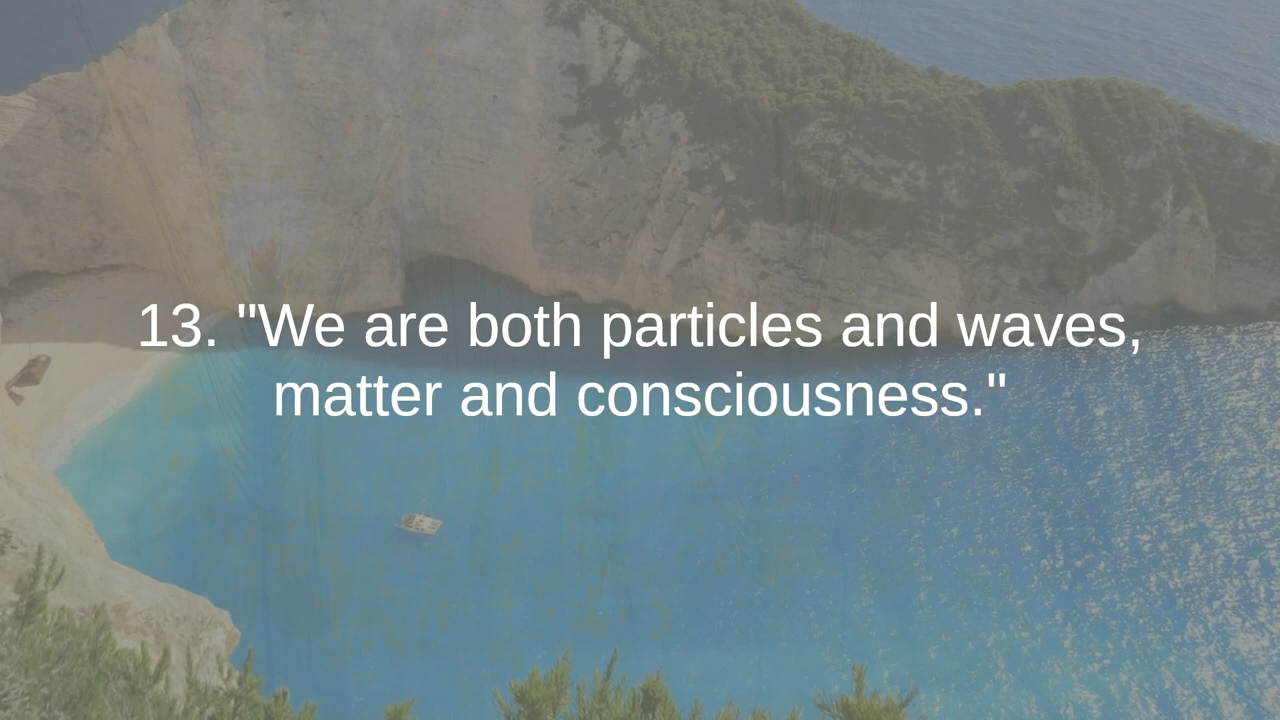 13. "We are both particles and waves,
matter and consciousness."